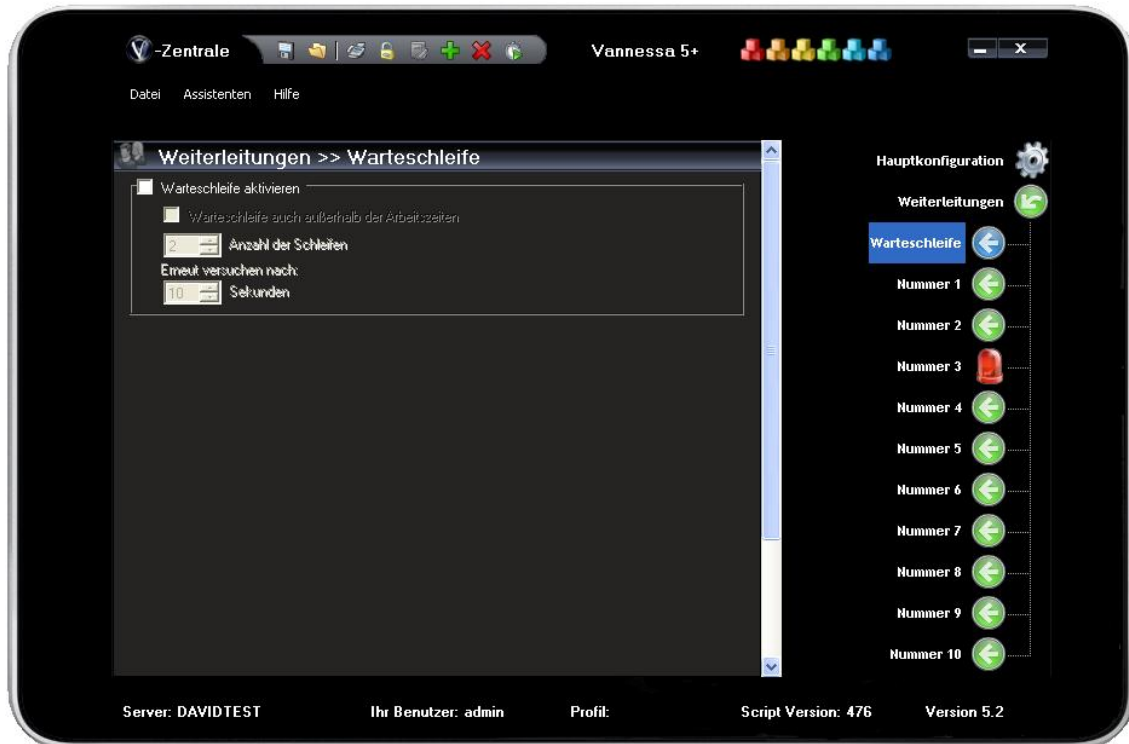 V-Zentrale
Vannessa 5+
X
Datei Assistenten Hilfe
Weiterleitungen >> Warteschleife
Warteschleife aktivieren
Warteschleife auch außerhalb der Arbeitszeiten
2 Anzahl der Schleifen
Erneut versuchen nach:
10 Sekunden
Hauptkonfiguration
Weiterleitungen
Warteschleife
Nummer 1
Nummer 2
Nummer 3
Nummer 4
Nummer 5
Nummer 6
Nummer 7
Nummer 8
Nummer 9
Nummer 10
Server: DAVIDTEST Ihr Benutzer: admin Profil: Script Version: 476 Version 5.2